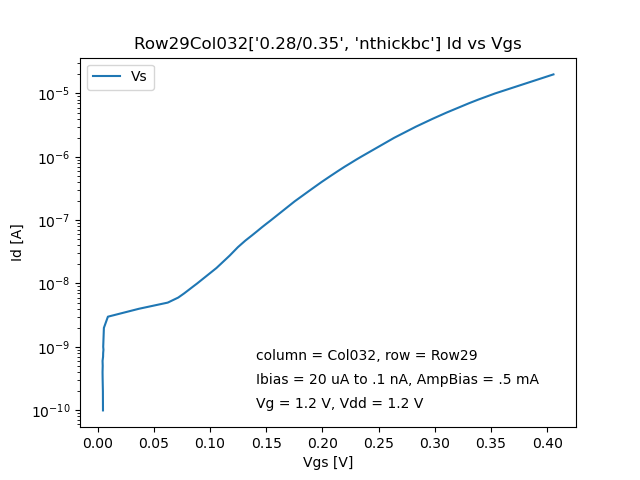 Row29Col032['0.28/0.35', 'nthickbc'] Id vs Vgs
Vs
Id [A]
10⁻⁵
10⁻⁶
10⁻⁷
10⁻⁸
10⁻⁹
10⁻¹⁰
column = Col032, row = Row29
Ibias = 20 uA to .1 nA, AmpBias = .5 mA
Vg = 1.2 V, Vdd = 1.2 V
0.00 0.05 0.10 0.15 0.20 0.25 0.30 0.35 0.40
Vgs [V]